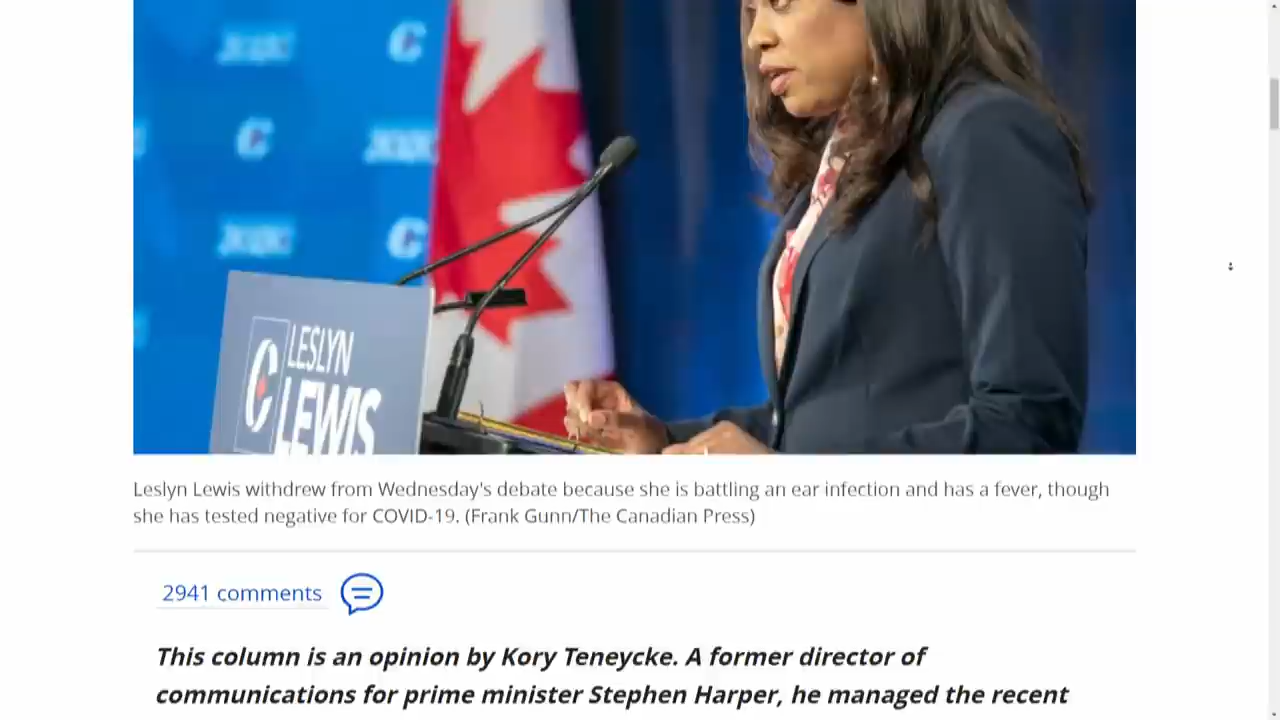 LESLYN
LEWIS
Leslyn Lewis withdrew from Wednesday's debate because she is battling an ear infection and has a fever, though
she has tested negative for COVID-19. (Frank Gunn/The Canadian Press)
2941 comments
This column is an opinion by Kory Teneycke. A former director of
communications for prime minister Stephen Harper, he managed the recent